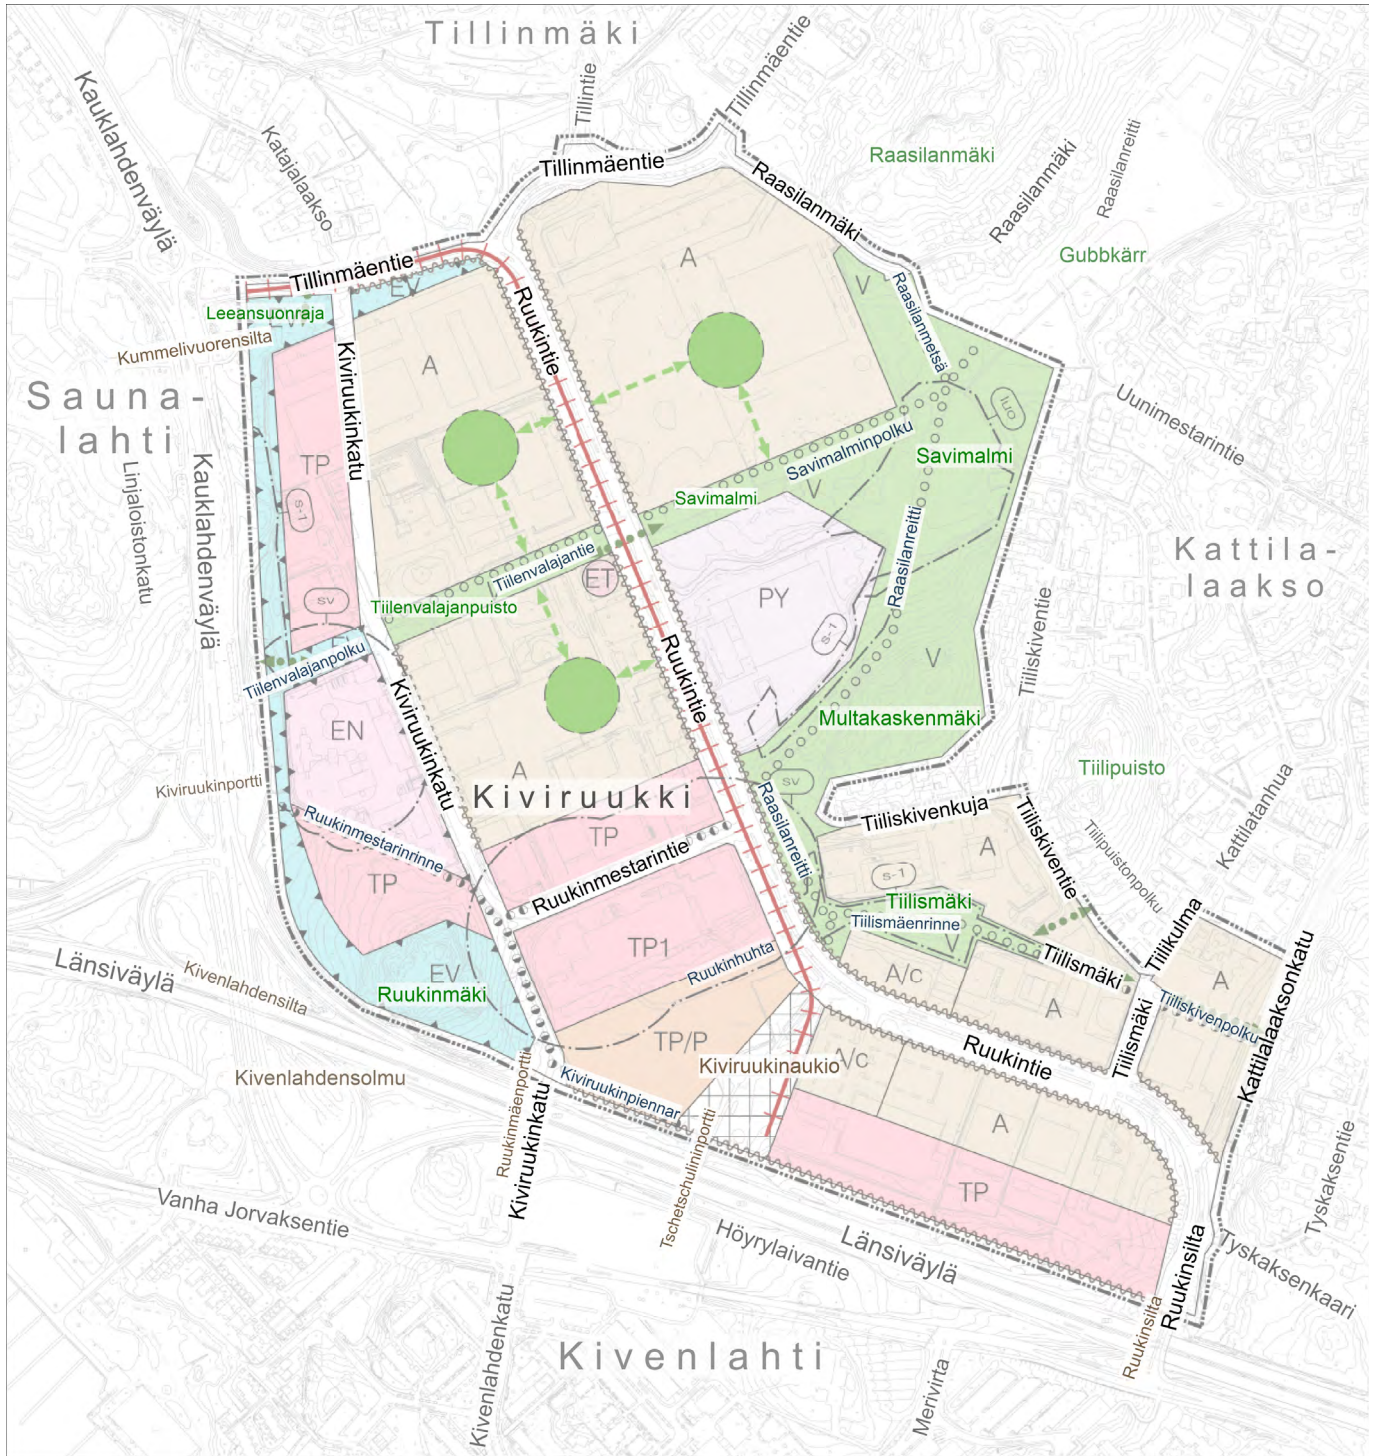 Tillinmäki
Tillintie
Tillinmäentie
Kauklahdenväylä
Katajalaakso
Tillinmäentie
Raasilanmäki
Raasilanmäki
Raasilanmäki
Raasilanreitti
Gubbkärr
Tillinmäentie
EV
A
V
Raasilanmetsä
Leeansuonraja
Ruukintie
Kummelivuorensilta
Kiviruukinkatu
A
Sauna-
lahti
luo
Uunimestarintie
Savimalminpolku
Savimalmi
TP
Linjaloistonkatu
Kauklahdenväylä
s-1
Savimalmi
V
Raasilanreitti
Kattila-
laakso
Tiilenvalajantie
ET
PY
sv
Tiilenvalajanpuisto
s-1
Tiiliskiventie
Tiilenvalajanpolku
Ruukintie
V
Kiviruukinkatu
EN
Multakaskenmäki
Tiilipuisto
Kiviruukinportti
A
Kiviruukki
sv
Raasilanreitti
Tiiliskivenkuja
Tiiliskiventie
Kattilatanhua
Tiilipuistonpolku
Ruukinmestarinrinne
TP
A
Ruukinmestarintie
TP
s-1
Tiilismäki
Tiilismäenrinne
V
Tiilikulma
TP1
Ruukinhuhta
Länsiväylä
Kivenlahdensilta
EV
Ruukinmäki
A/c
Tiilismäki
A
A
Tiiliskivenpolku
Kattilalaaksonkatu
Tiilismäki
TP/P
Kiviruukinaukio
A/c
Ruukintie
Kivenlahdensolmu
Kiviruukinpiennar
Ruukinmäenportti
Kiviruukinkatu
Tschetschulininportti
A
TP
Tyskaksentie
Vanha Jorvaksentie
Höyrylaivantie
Länsiväylä
Ruukinsilta
Tyskaksenkaari
Kivenlahdenkatu
Kivenlahti
Merivirta
Ruukinsilta